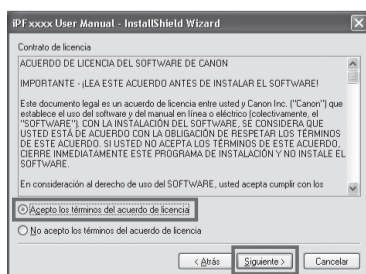 iPF xxxx User Manual - InstallShield Wizard
Contrato de licencia
ACUERDO DE LICENCIA DEL SOFTWARE DE CANON
IMPORTANTE - ¡LEA ESTE ACUERDO ANTES DE INSTALAR EL SOFTWARE!
Este documento legal es un acuerdo de licencia entre usted y Canon Inc. ("Canon") que
establece el uso del software y del manual en línea o eléctrico (colectivamente, el
"SOFTWARE"). CON LA INSTALACIÓN DEL SOFTWARE, SE CONSIDERA QUE
USTED ESTÁ DE ACUERDO CON LA OBLIGACIÓN DE RESPETAR LOS TÉRMINOS
DE ESTE ACUERDO. SI USTED NO ACEPTA LOS TÉRMINOS DE ESTE ACUERDO,
CIERRE INMEDIATAMENTE ESTE PROGRAMA DE INSTALACIÓN Y NO INSTALE EL
SOFTWARE.
En consideración al derecho de uso del SOFTWARE, usted acepta cumplir con los
Acepto los términos del acuerdo de licencia
No acepto los términos del acuerdo de licencia
< Atrás Siguiente > Cancelar